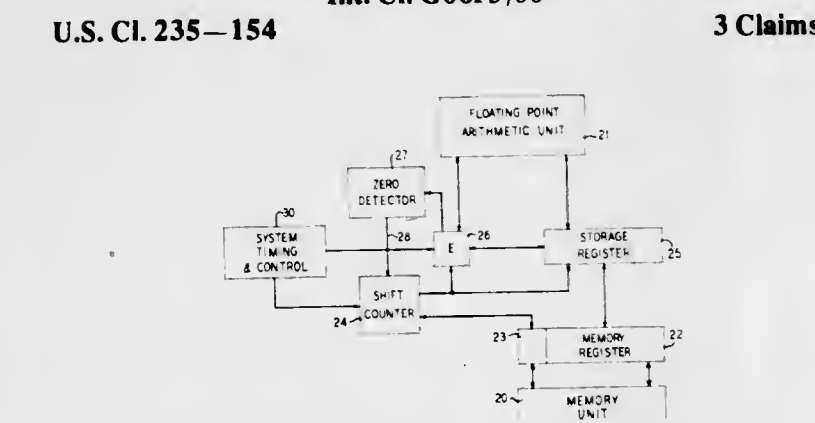 U.S. Cl. 235—154
3 Claims
FLOATING POINT
ARITHMETIC UNIT
21
27
ZERO
DETECTOR
30
28
26
SYSTEM
TIMING
& CONTROL
E
STORAGE
REGISTER
25
SHIFT
COUNTER
24
23
MEMORY
REGISTER
22
20
MEMORY
UNIT